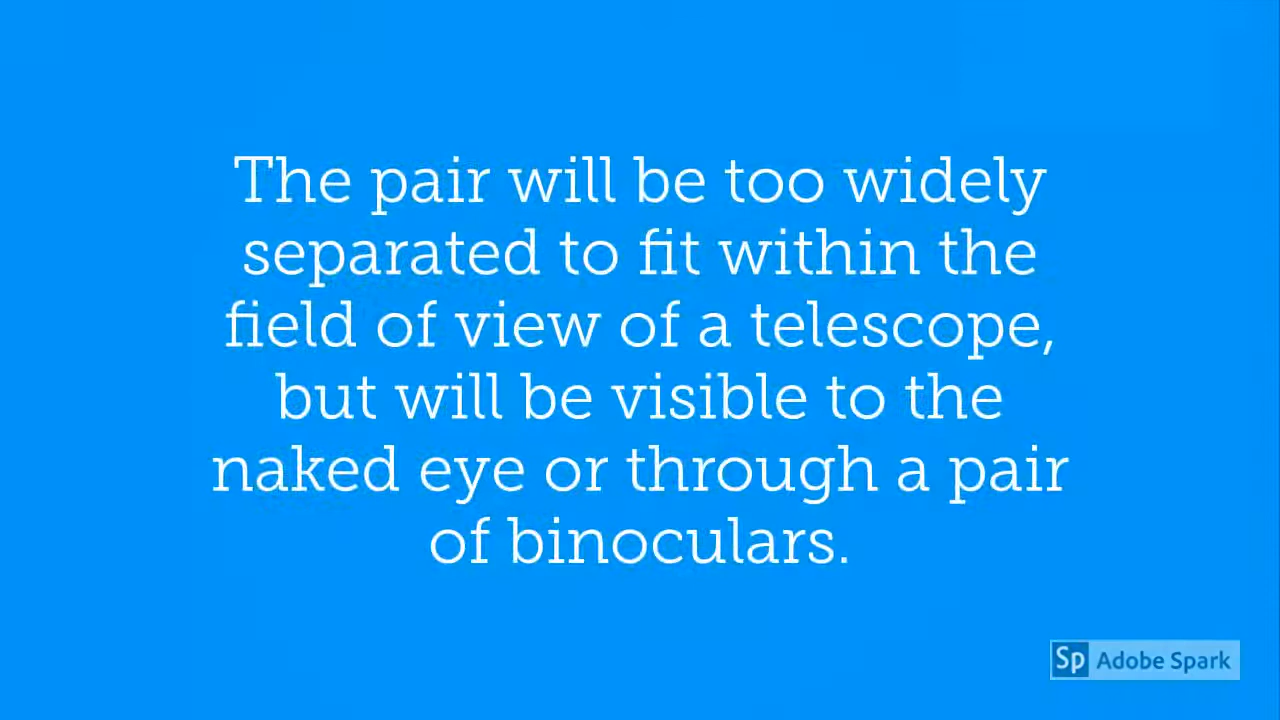 The pair will be too widely
separated to fit within the
field of view of a telescope,
but will be visible to the
naked eye or through a pair
of binoculars.
Sp Adobe Spark